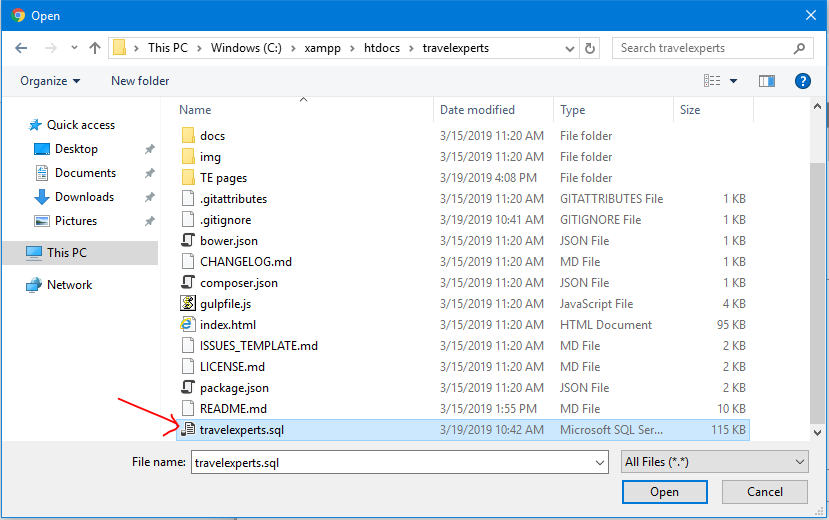 Open
This PC > Windows (C:) > xampp > htdocs > travelexperts
Search travelexperts
Organize
New folder
Quick access
Desktop
Documents
Downloads
Pictures
This PC
Network
Name Date modified Type Size
docs 3/15/2019 11:20 AM File folder
img 3/15/2019 11:20 AM File folder
TE pages 3/19/2019 4:08 PM File folder
.gitattributes 3/15/2019 11:20 AM GITATTRIBUTES File 1 KB
.gitignore 3/19/2019 10:41 AM GITIGNORE File 1 KB
bower.json 3/15/2019 11:20 AM JSON File 1 KB
CHANGELOG.md 3/15/2019 11:20 AM MD File 1 KB
composer.json 3/15/2019 11:20 AM JSON File 1 KB
gulpfile.js 3/15/2019 11:20 AM JavaScript File 4 KB
index.html 3/15/2019 11:20 AM HTML Document 95 KB
ISSUES_TEMPLATE.md 3/15/2019 11:20 AM MD File 2 KB
LICENSE.md 3/15/2019 11:20 AM MD File 2 KB
package.json 3/15/2019 11:20 AM JSON File 2 KB
README.md 3/15/2019 1:55 PM MD File 10 KB
travelexperts.sql 3/19/2019 10:42 AM Microsoft SQL Ser... 115 KB
File name: travelexperts.sql All Files (*.*)
Open Cancel